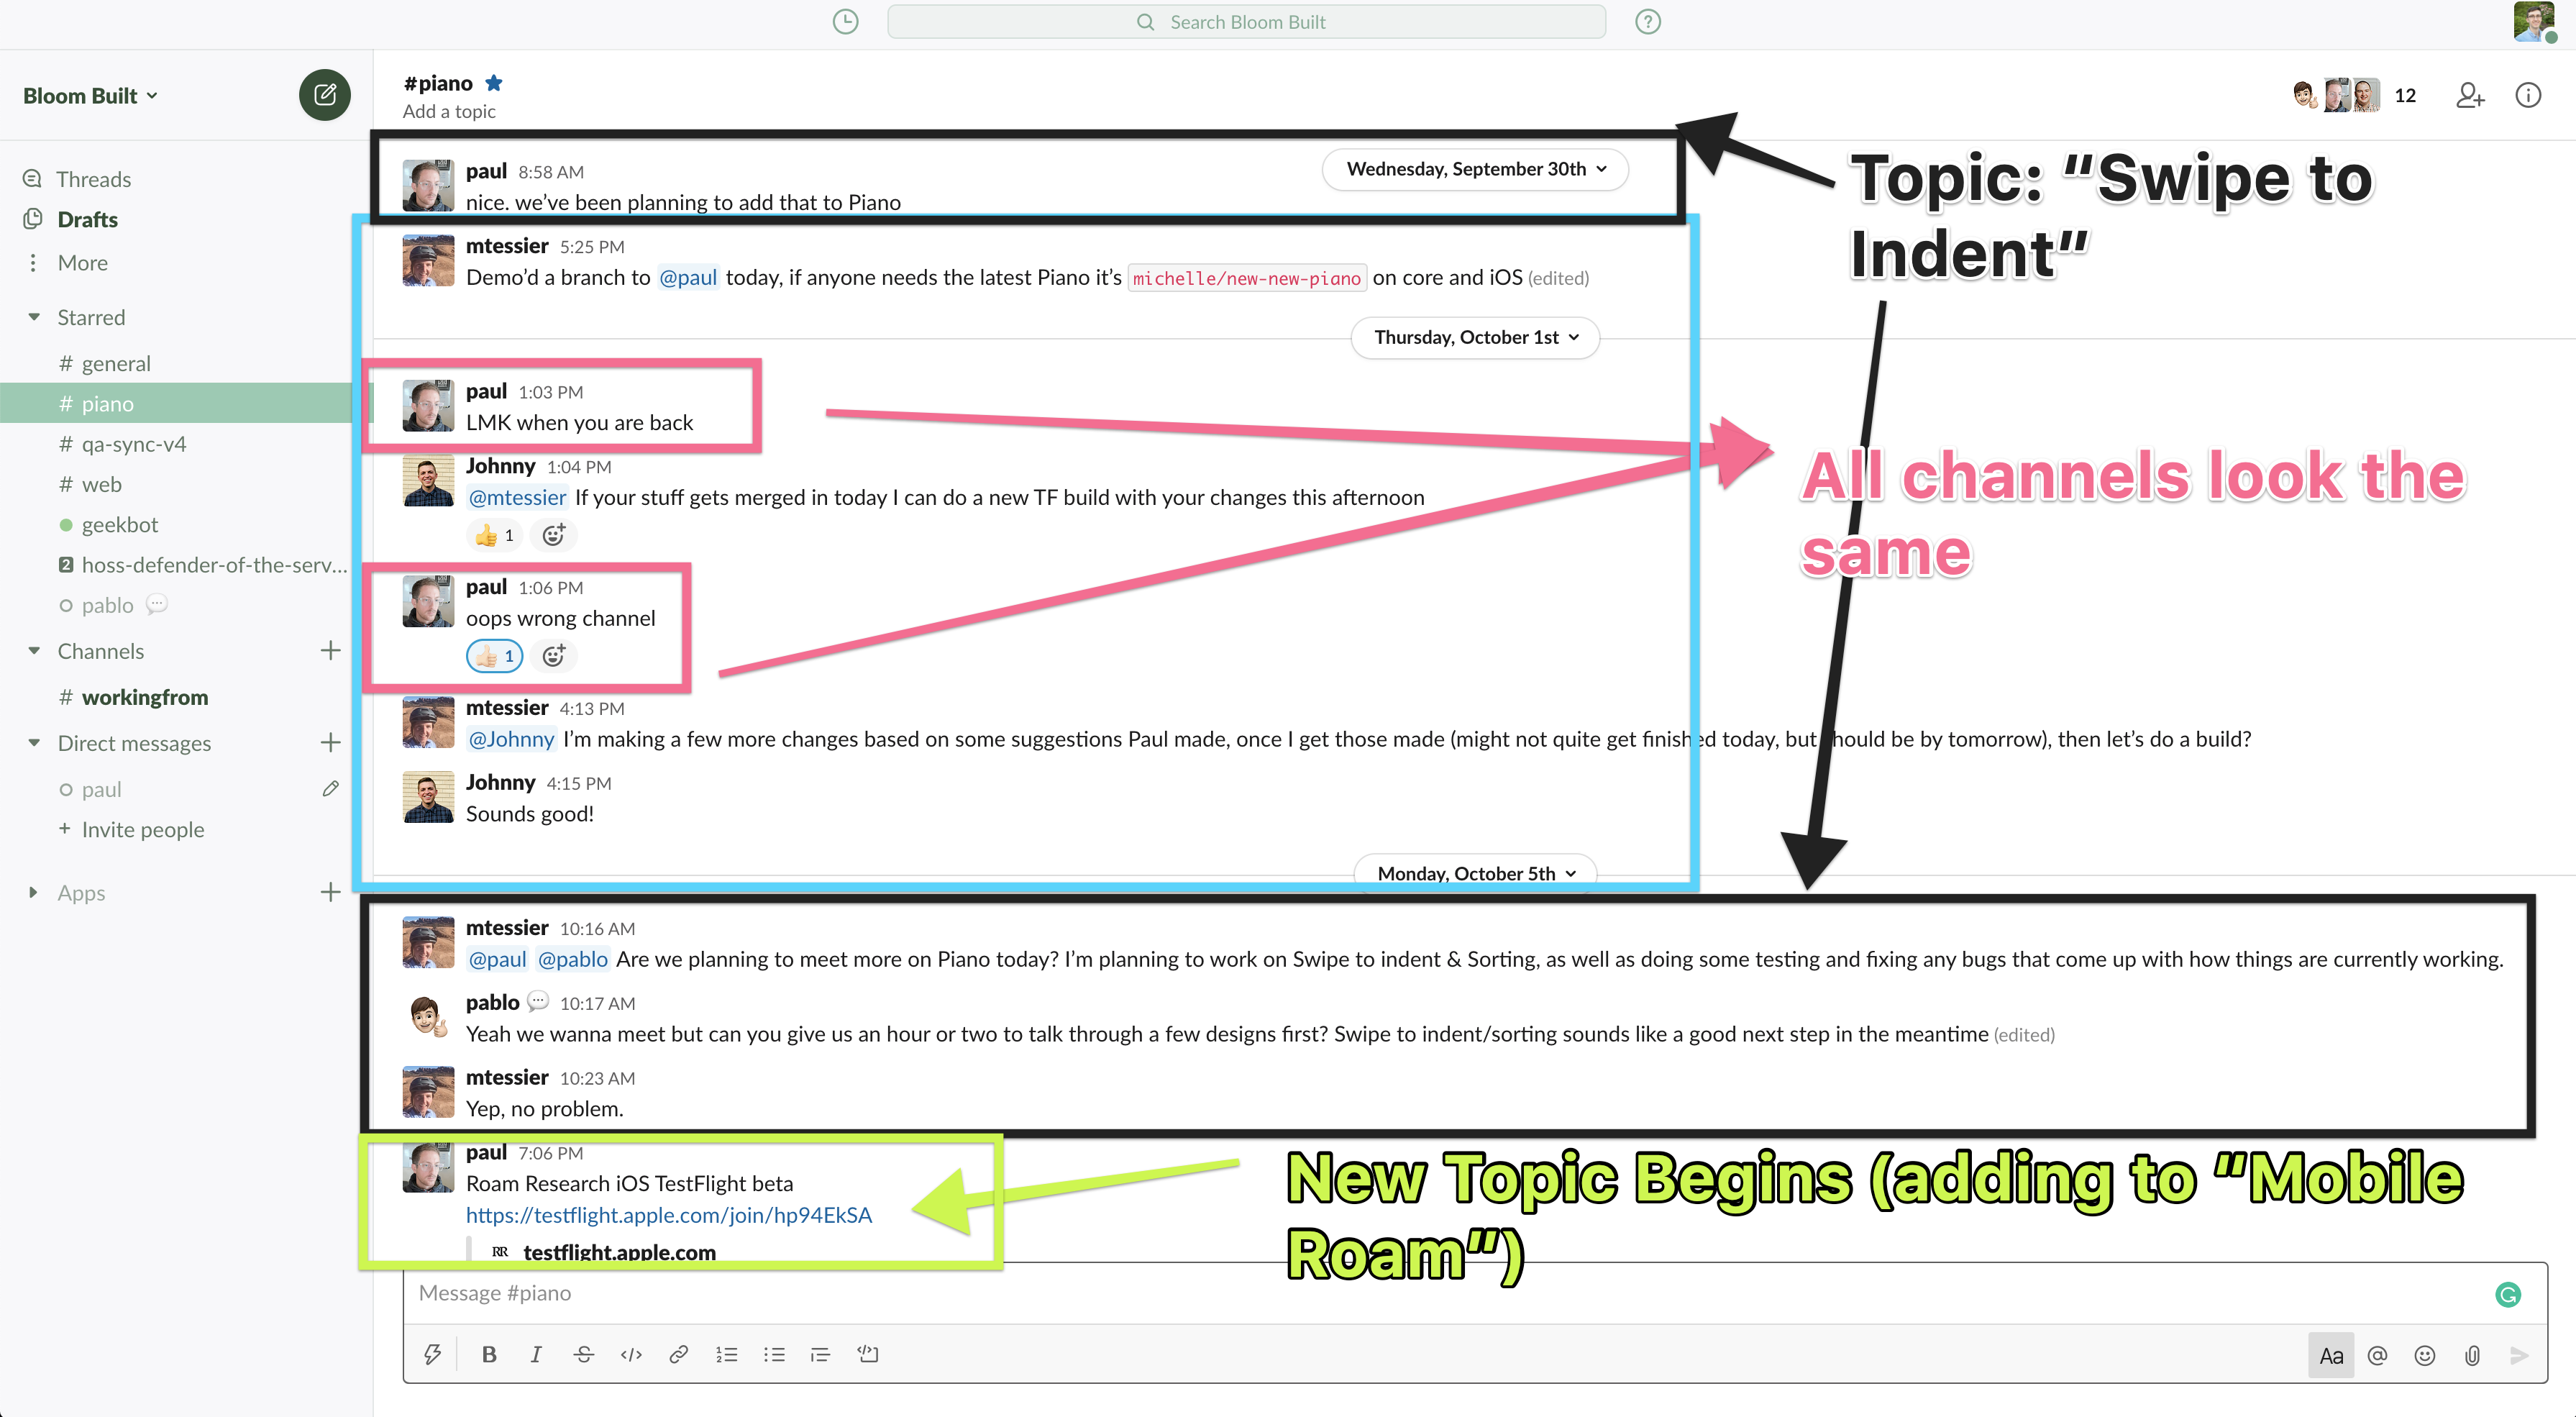 Search Bloom Built
Bloom Built
Threads
Drafts
More
Starred
# general
# piano
# qa-sync-v4
# web
geekbot
2 hoss-defender-of-the-serv...
pablo
Channels
# workingfrom
Direct messages
paul
+ Invite people
Apps
#piano
Add a topic
12
paul 8:58 AM
Wednesday, September 30th
nice. we've been planning to add that to Piano
mtessier 5:25 PM
Demo'd a branch to @paul today, if anyone needs the latest Piano it's michelle/new-new-piano on core and iOS (edited)
Thursday, October 1st
paul 1:03 PM
LMK when you are back
Johnny 1:04 PM
@mtessier If your stuff gets merged in today I can do a new TF build with your changes this afternoon
1
paul 1:06 PM
oops wrong channel
1
mtessier 4:13 PM
@Johnny I'm making a few more changes based on some suggestions Paul made, once I get those made (might not quite get finished today, but should be by tomorrow), then let's do a build?
Johnny 4:15 PM
Sounds good!
Monday, October 5th
mtessier 10:16 AM
@paul @pablo Are we planning to meet more on Piano today? I'm planning to work on Swipe to indent & Sorting, as well as doing some testing and fixing any bugs that come up with how things are currently working.
pablo 10:17 AM
Yeah we wanna meet but can you give us an hour or two to talk through a few designs first? Swipe to indent/sorting sounds like a good next step in the meantime (edited)
mtessier 10:23 AM
Yep, no problem.
paul 7:06 PM
Roam Research iOS TestFlight beta
https://testflight.apple.com/join/hp94EkSA
RR testflight.apple.com
Topic: "Swipe to
Indent"
All channels look the
same
New Topic Begins (adding to "Mobile
Roam")
Message #piano
B I S </> Aa @